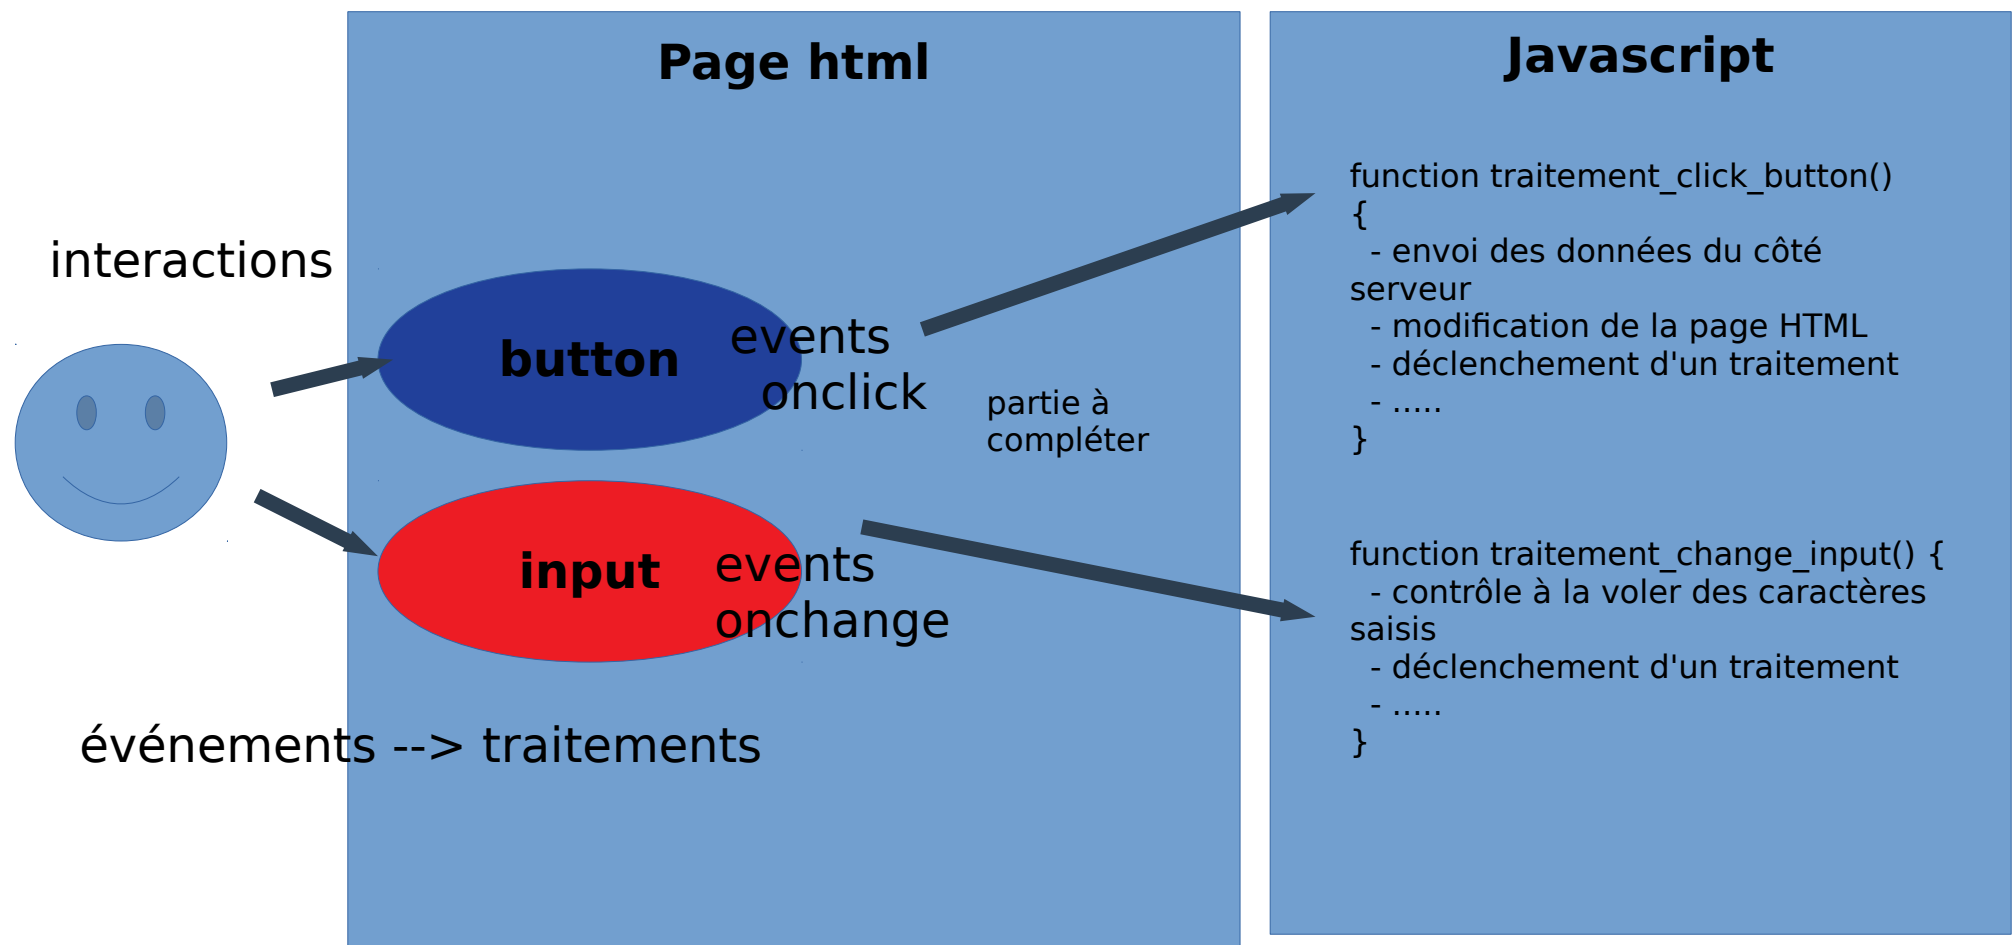 Page html
Javascript
interactions
button
events
onclick
partie à
compléter
input
events
onchange
événements --> traitements
function traitement_click_button()
{
- envoi des données du côté
serveur
- modification de la page HTML
- déclenchement d'un traitement
- .....
}
function traitement_change_input() {
- contrôle à la voler des caractères
saisis
- déclenchement d'un traitement
- .....
}